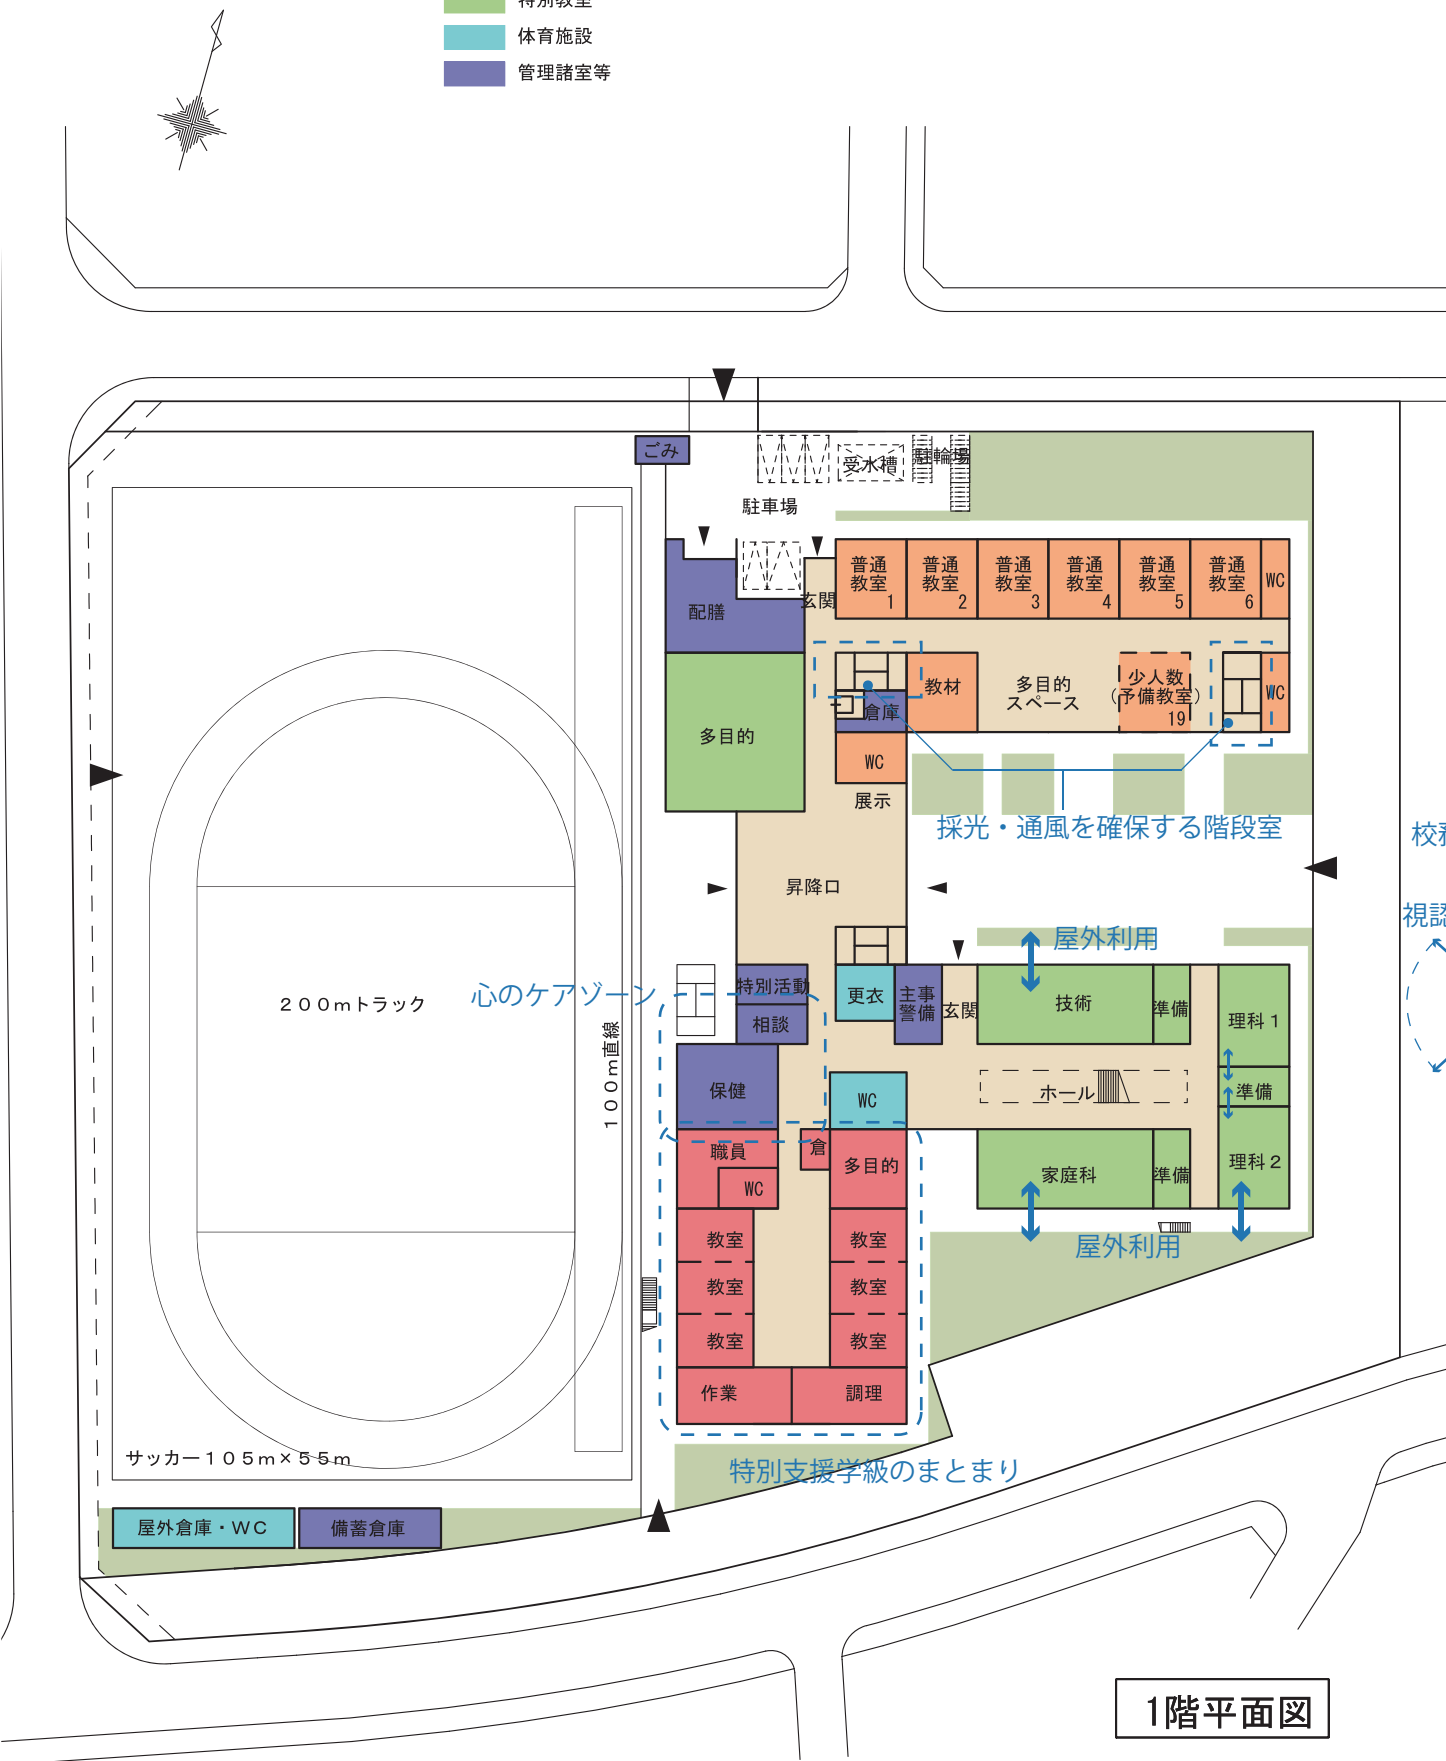 特別教室
体育施設
管理諸室等
ごみ
受水槽
駐輪場
駐車場
配膳
玄関
普通
教室
1
普通
教室
2
普通
教室
3
普通
教室
4
普通
教室
5
普通
教室
6
WC
多目的
倉庫
教材
多目的
スペース
少人数
(予備教室)
19
WC
WC
展示
採光・通風を確保する階段室
昇降口
校務
視認
屋外利用
心のケアゾーン
特別活動
相談
更衣
主事
警備
玄関
技術
準備
理科1
200mトラック
100m直線
保健
WC
ホール
準備
職員
WC
倉
多目的
家庭科
準備
理科2
教室
教室
屋外利用
教室
教室
教室
教室
作業
調理
サッカー105m×55m
特別支援学級のまとまり
屋外倉庫・WC
備蓄倉庫
1階平面図